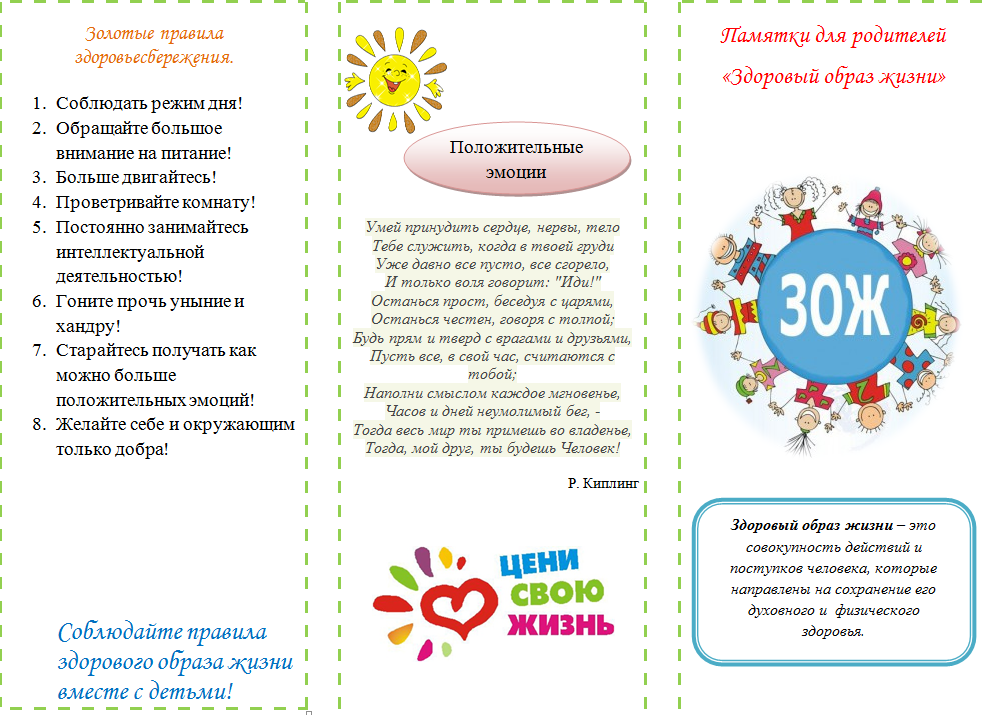 Золотые правила
здоровьесбережения.
1. Соблюдать режим дня!
2. Обращайте большое
внимание на питание!
3. Больше двигайтесь!
4. Проветривайте комнату!
5. Постоянно занимайтесь
интеллектуальной
деятельностью!
6. Гоните прочь уныние и
хандру!
7. Старайтесь получать как
можно больше
положительных эмоций!
8. Желайте себе и окружающим
только добра!
Соблюдайте правила
здорового образа жизни
вместе с детьми!
Положительные
эмоции
Умей принудить сердце, нервы, тело
Тебе служить, когда в твоей груди
Уже давно все пусто, все сгорело,
И только воля говорит: "Иди!"
Останься прост, беседуя с царями,
Останься честен, говоря с толпой;
Будь прям и тверд с врагами и друзьями,
Пусть все, в свой час, считаются с
тобой;
Наполни смыслом каждое мгновенье,
Часов и дней неумолимый бег, -
Тогда весь мир ты примешь во владенье,
Тогда, мой друг, ты будешь Человек!
Р. Киплинг
ЦЕНИ
СВОЮ
ЖИЗНЬ
Памятки для родителей
«Здоровый образ жизни»
ЗОЖ
Здоровый образ жизни – это
совокупность действий и
поступков человека, которые
направлены на сохранение его
духовного и физического
здоровья.